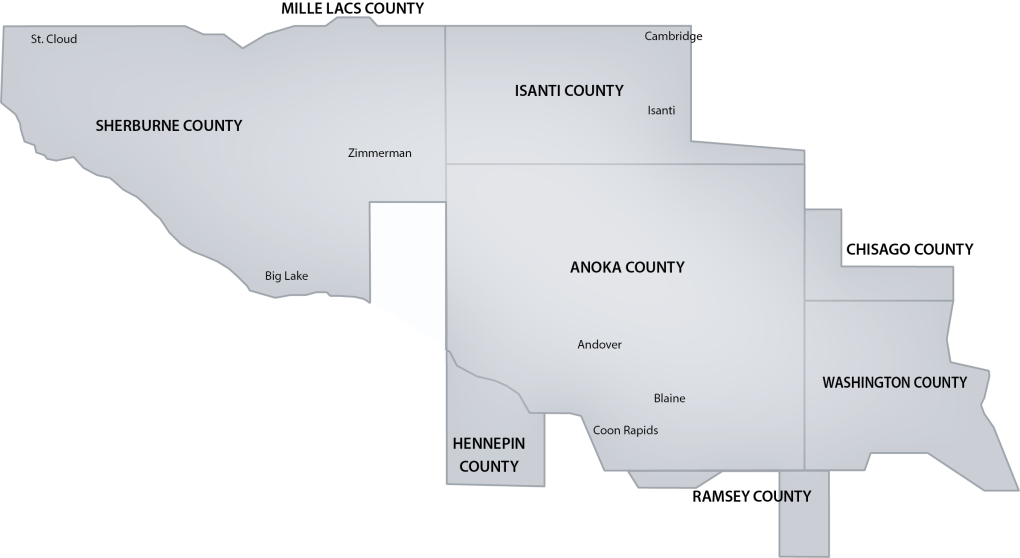 MILLE LACS COUNTY
St. Cloud
Cambridge
ISANTI COUNTY
Isanti
SHERBURNE COUNTY
Zimmerman
CHISAGO COUNTY
ANOKA COUNTY
Big Lake
Andover
WASHINGTON COUNTY
Blaine
Coon Rapids
HENNEPIN
COUNTY
RAMSEY COUNTY